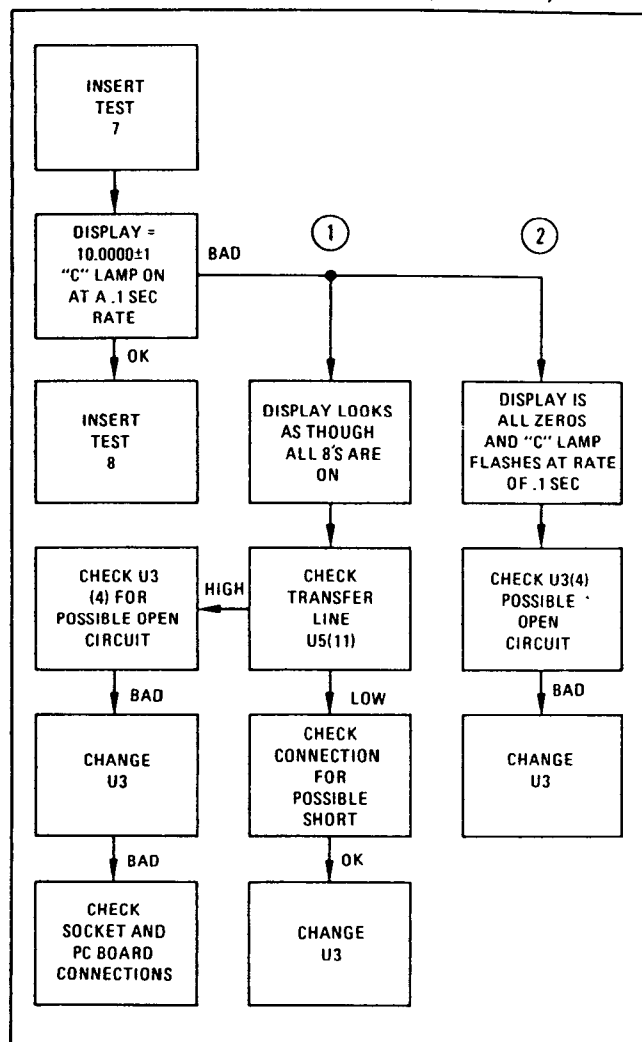 INSERT
TEST
7
DISPLAY =
10.0000±1
"C" LAMP ON
AT A .1 SEC
RATE
BAD
1
2
OK
INSERT
TEST
8
DISPLAY LOOKS
AS THOUGH
ALL 8'S ARE
ON
DISPLAY IS
ALL ZEROS
AND "C" LAMP
FLASHES AT RATE
OF .1 SEC
CHECK U3
(4) FOR
POSSIBLE OPEN
CIRCUIT
HIGH
CHECK
TRANSFER
LINE
U5(11)
CHECK U3(4)
POSSIBLE
OPEN
CIRCUIT
BAD
LOW
BAD
CHANGE
U3
CHECK
CONNECTION
FOR
POSSIBLE
SHORT
CHANGE
U3
BAD
OK
CHECK
SOCKET AND
PC BOARD
CONNECTIONS
CHANGE
U3